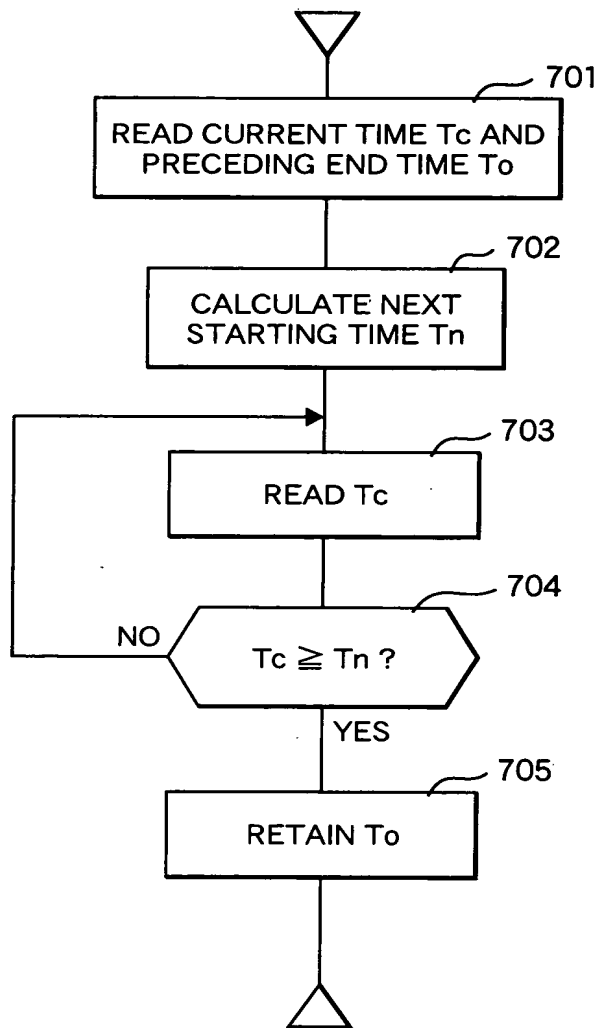 701
READ CURRENT TIME Tc AND
PRECEDING END TIME To
702
CALCULATE NEXT
STARTING TIME Tn
703
READ Tc
704
NO
Tc ≧ Tn ?
YES
705
RETAIN To